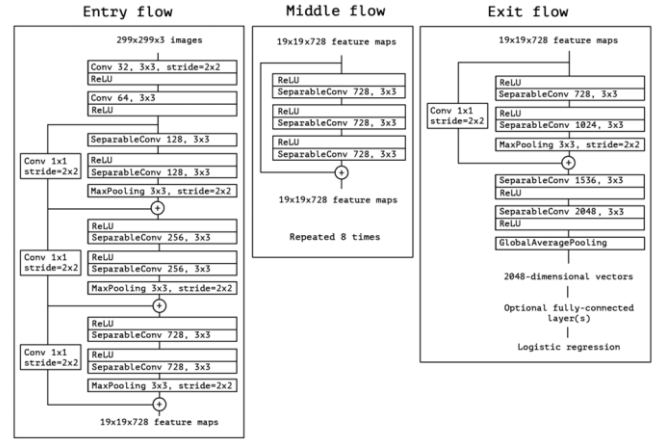 Entry flow
299x299x3 images
Conv 32, 3x3, stride=2x2
ReLU
Conv 64, 3x3
ReLU
SeparableConv 128, 3x3
Conv 1x1
stride=2x2
ReLU
SeparableConv 128, 3x3
MaxPooling 3x3, stride=2x2
+
ReLU
SeparableConv 256, 3x3
Conv 1x1
stride=2x2
ReLU
SeparableConv 256, 3x3
MaxPooling 3x3, stride=2x2
+
ReLU
SeparableConv 728, 3x3
Conv 1x1
stride=2x2
ReLU
SeparableConv 728, 3x3
MaxPooling 3x3, stride=2x2
+
19x19x728 feature maps
Middle flow
19x19x728 feature maps
ReLU
SeparableConv 728, 3x3
ReLU
SeparableConv 728, 3x3
ReLU
SeparableConv 728, 3x3
+
19x19x728 feature maps
Repeated 8 times
Exit flow
19x19x728 feature maps
ReLU
SeparableConv 728, 3x3
Conv 1x1
stride=2x2
ReLU
SeparableConv 1024, 3x3
MaxPooling 3x3, stride=2x2
+
SeparableConv 1536, 3x3
ReLU
SeparableConv 2048, 3x3
ReLU
GlobalAveragePooling
2048-dimensional vectors
Optional fully-connected
layer(s)
Logistic regression